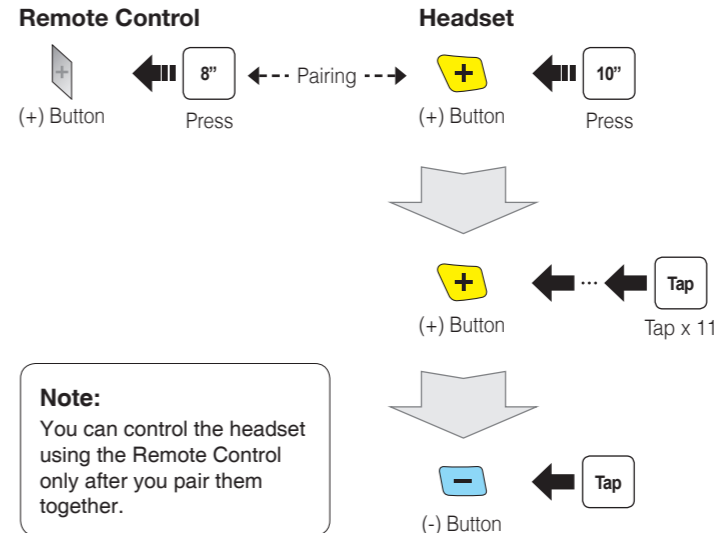 Remote Control
Headset
+
8”
Pairing
+
10”
(+) Button
Press
(+) Button
Press
+
...
Tap
(+) Button
Tap x 11
Note:
You can control the headset
using the Remote Control
only after you pair them
together.
−
Tap
(-) Button